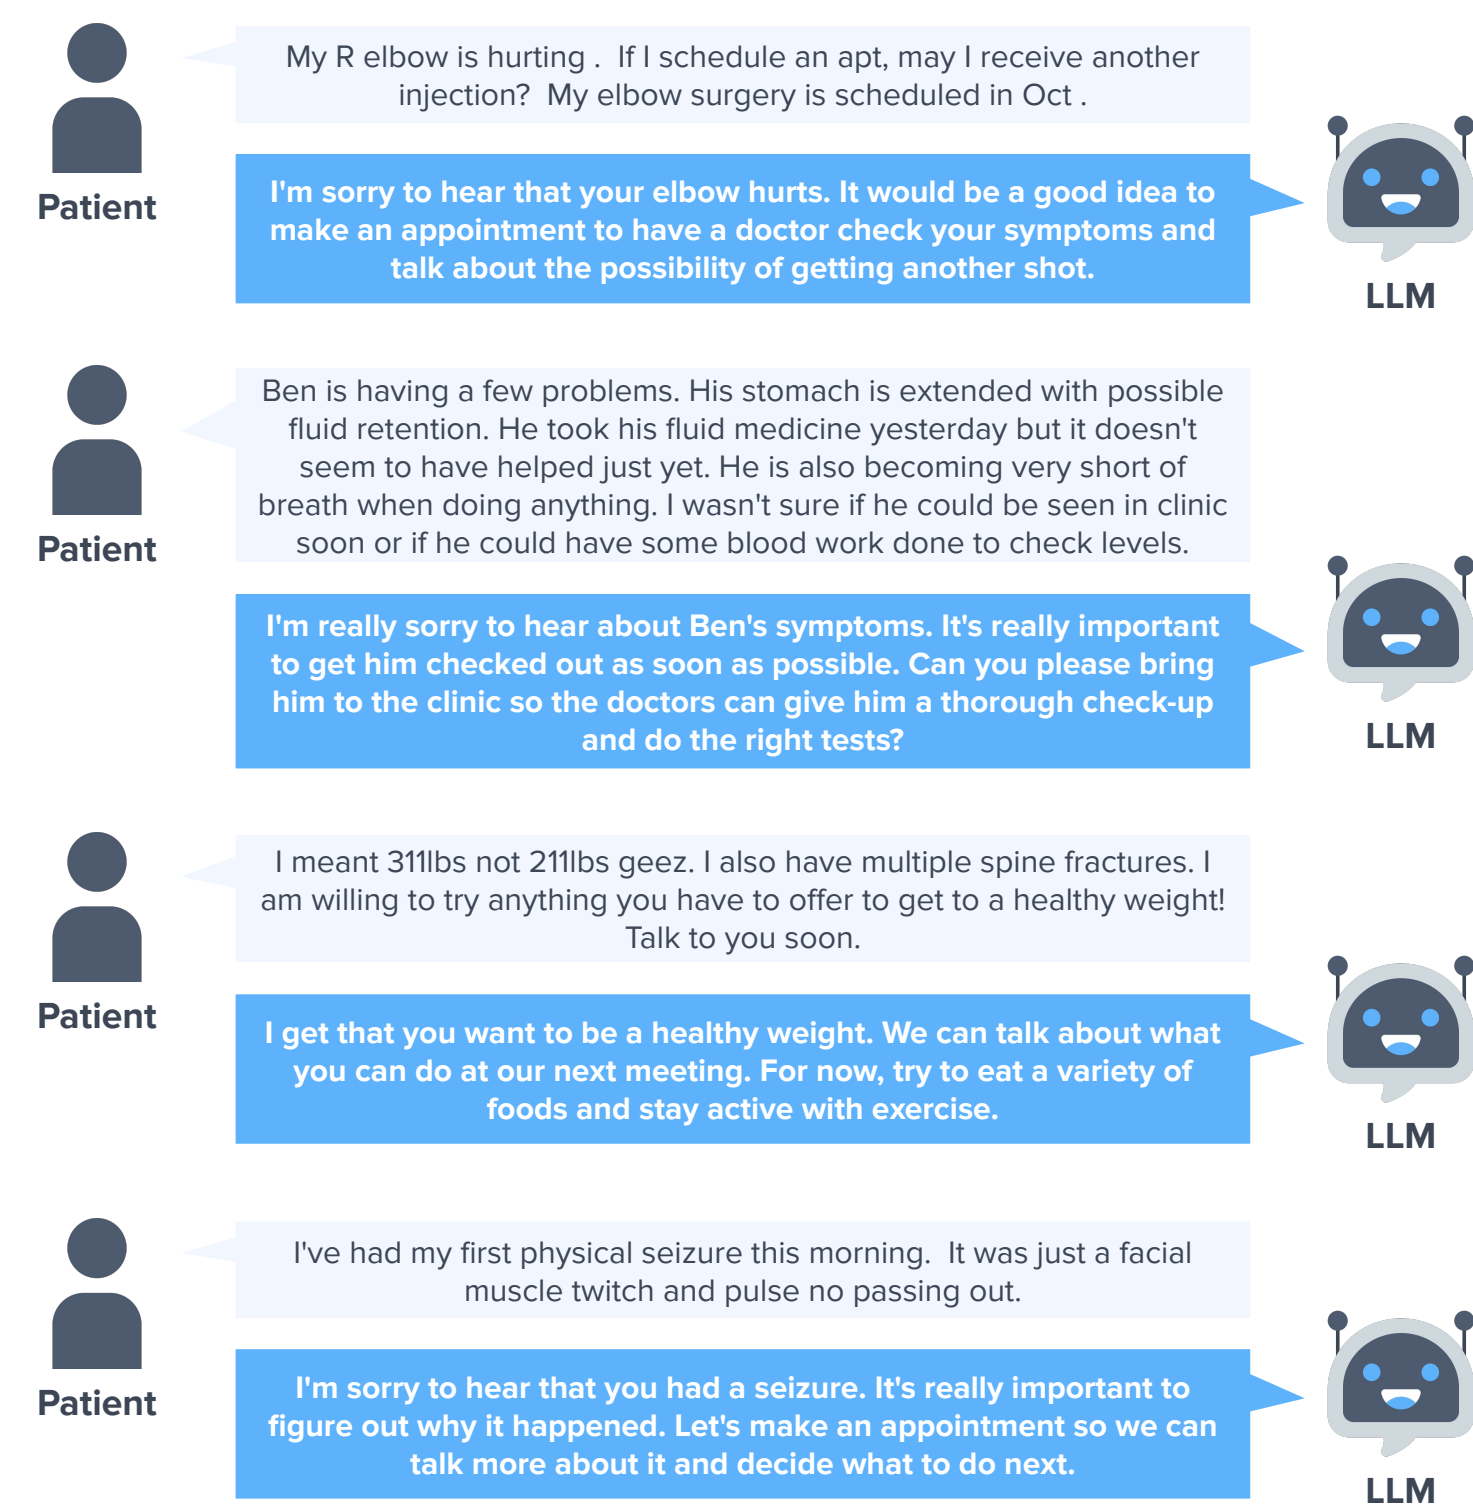 My R elbow is hurting .  If I schedule an apt, may I receive another
injection?  My elbow surgery is scheduled in Oct .
Patient
I'm sorry to hear that your elbow hurts. It would be a good idea to
make an appointment to have a doctor check your symptoms and
talk about the possibility of getting another shot.
LLM
Ben is having a few problems. His stomach is extended with possible
fluid retention. He took his fluid medicine yesterday but it doesn't
seem to have helped just yet. He is also becoming very short of
breath when doing anything. I wasn't sure if he could be seen in clinic
soon or if he could have some blood work done to check levels.
Patient
I'm really sorry to hear about Ben's symptoms. It's really important
to get him checked out as soon as possible. Can you please bring
him to the clinic so the doctors can give him a thorough check-up
and do the right tests?
LLM
I meant 311lbs not 211lbs geez. I also have multiple spine fractures. I
am willing to try anything you have to offer to get to a healthy weight!
Talk to you soon.
Patient
I get that you want to be a healthy weight. We can talk about what
you can do at our next meeting. For now, try to eat a variety of
foods and stay active with exercise.
LLM
I've had my first physical seizure this morning.  It was just a facial
muscle twitch and pulse no passing out.
Patient
I'm sorry to hear that you had a seizure. It's really important to
figure out why it happened. Let's make an appointment so we can
talk more about it and decide what to do next.
LLM